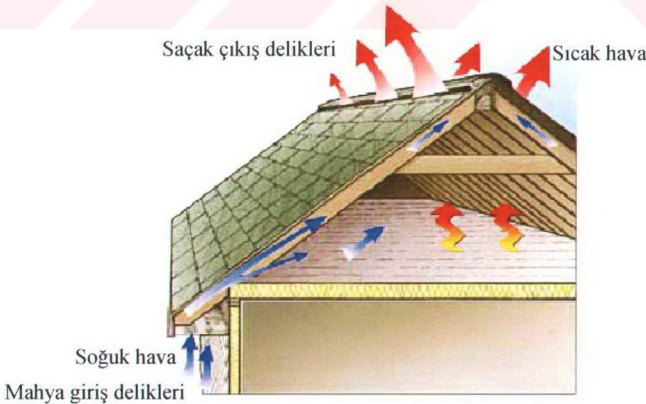 Saçak çıkış delikleri
Sıcak hava
Soğuk hava
Mahya giriş delikleri